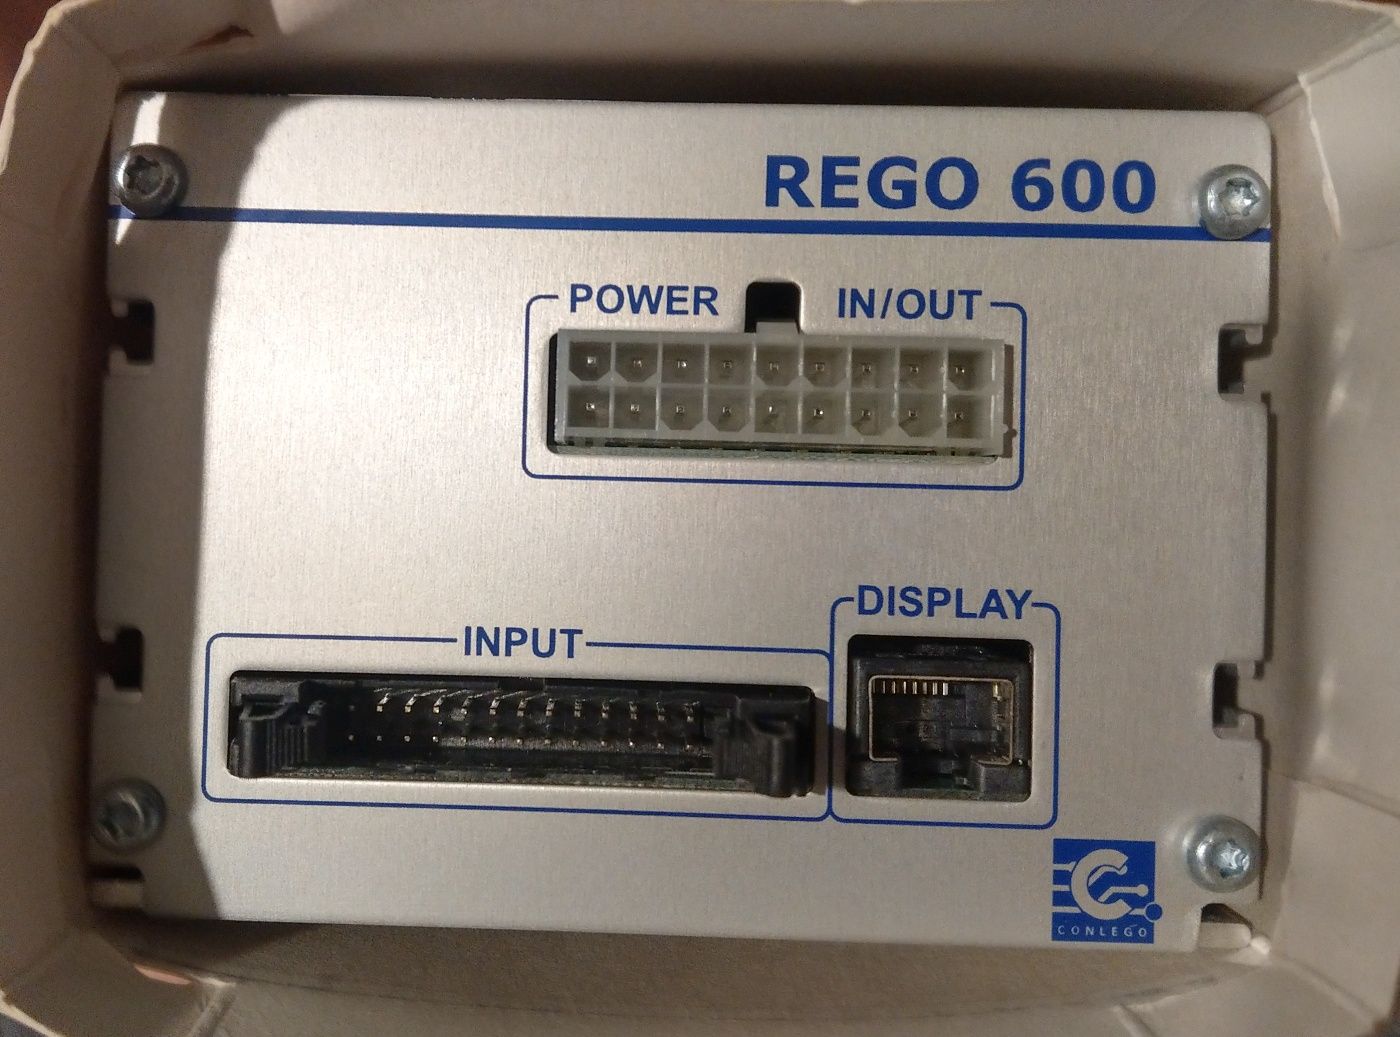 REGO 600
POWER IN/OUT
DISPLAY
INPUT
CONLEGO